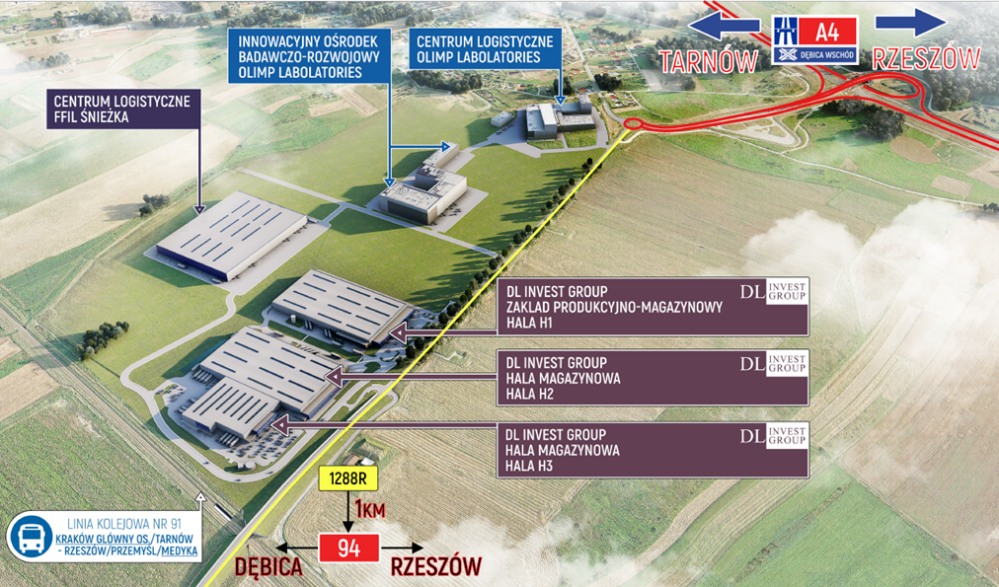 INNOWACYJNY OŚRODEK
BADAWCZO-ROZWOJOWY
OLIMP LABOLATORIES
CENTRUM LOGISTYCZNE
OLIMP LABOLATORIES
A4
DĘBICA WSCHÓD
TARNÓW
RZESZÓW
CENTRUM LOGISTYCZNE
FFIL ŚNIEŻKA
DL INVEST GROUP
ZAKŁAD PRODUKCYJNO-MAGAZYNOWY
HALA H1
DL INVEST
GROUP
DL INVEST GROUP
HALA MAGAZYNOWA
HALA H2
DL INVEST
GROUP
DL INVEST GROUP
HALA MAGAZYNOWA
HALA H3
DL INVEST
GROUP
1288R
1KM
94
DĘBICA
RZESZÓW
LINIA KOLEJOWA NR 91
KRAKÓW GŁÓWNY OS./TARNÓW
- RZESZÓW/PRZEMYŚL/MEDYKA